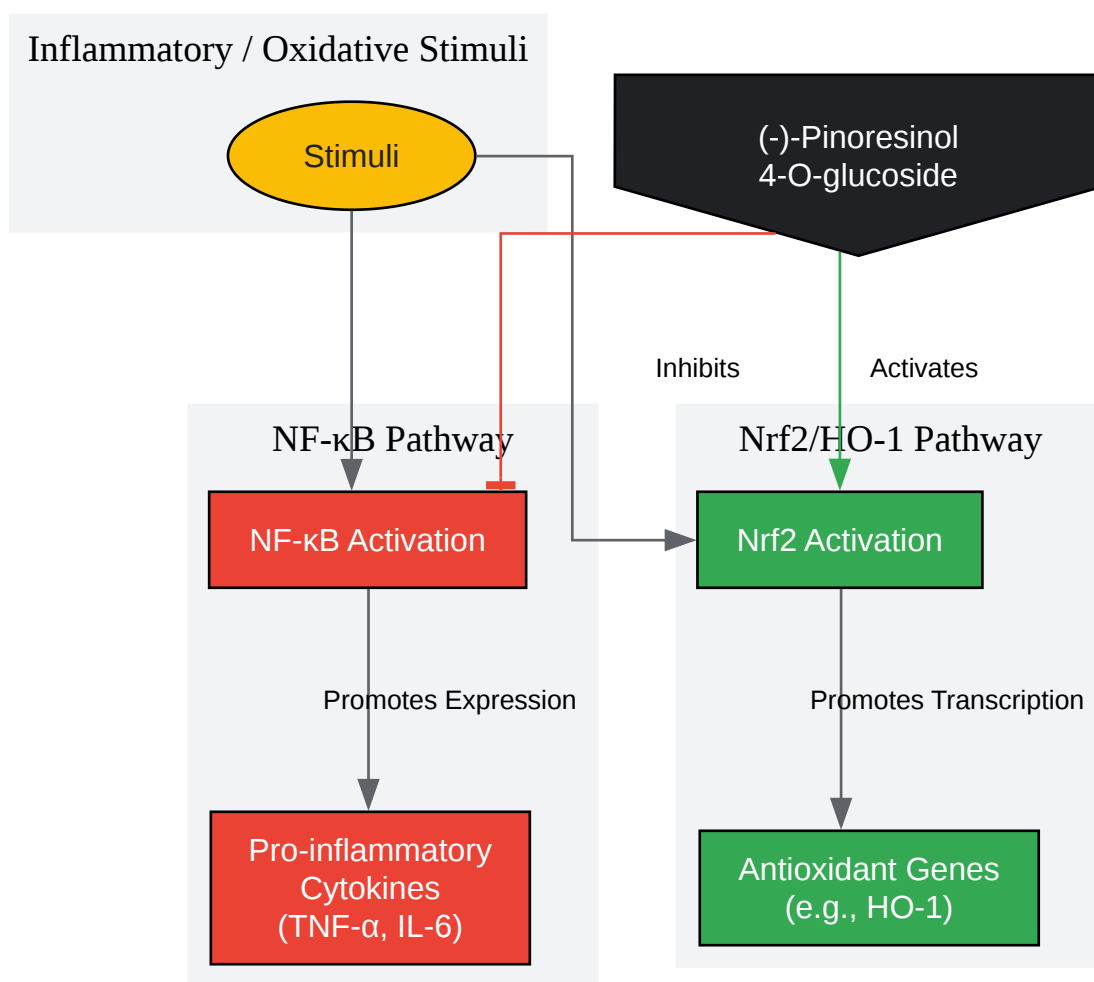 Inflammatory / Oxidative Stimuli
Stimuli
(-)-Pinoresinol
4-O-glucoside
Inhibits
Activates
NF-κB Pathway
Nrf2/HO-1 Pathway
NF-κB Activation
Nrf2 Activation
Promotes Expression
Promotes Transcription
Pro-inflammatory
Cytokines
(TNF-α, IL-6)
Antioxidant Genes
(e.g., HO-1)